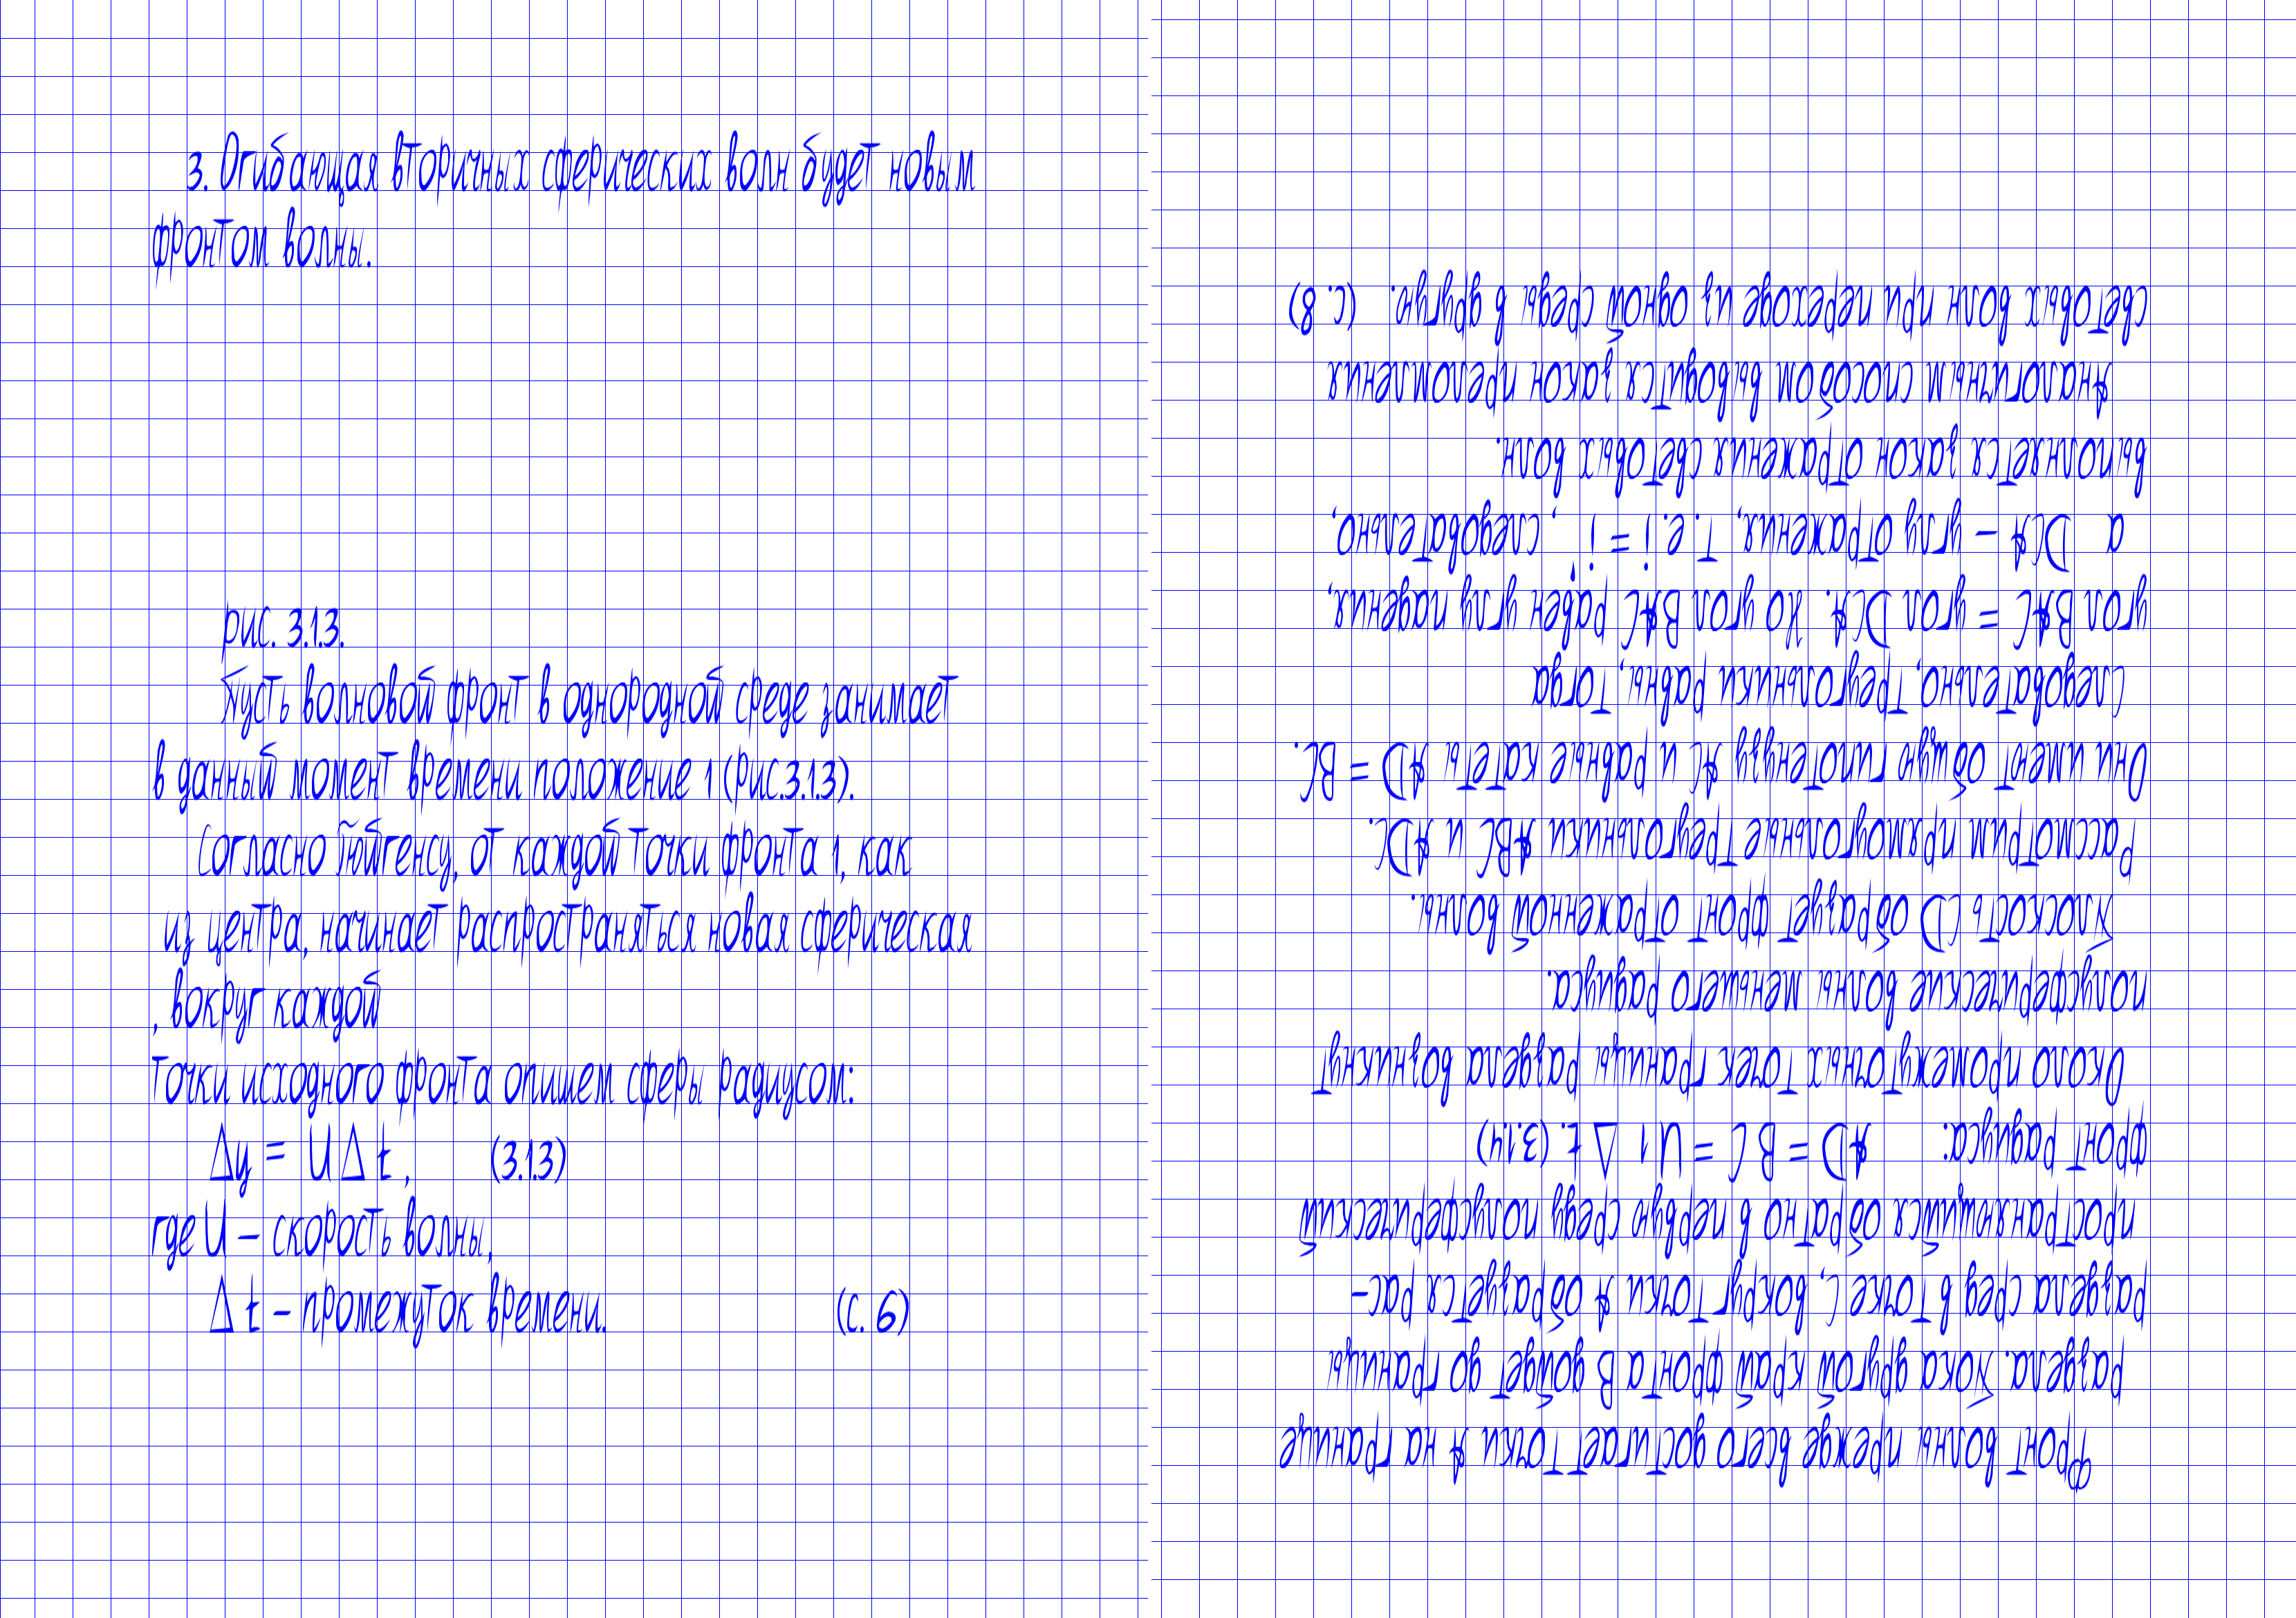 3. Огибающая вторичных сферических волн будет новым
фронтом волны.
рис. 3.1.3.
Пусть волновой фронт в однородной среде занимает
в данный момент времени положение 1 (рис.3.1.3).
Согласно Гюйгенсу, от каждой точки фронта 1, как
из центра, начинает распространяться новая сферическая
, вокруг каждой
точки исходного фронта опишем сферы радиусом:
Δy = U Δ t , (3.1.3)
где U – скорость волны,
Δ t – промежуток времени. (с. 6)
Фронт волны прежде всего достигает точки A на границе
раздела. Пока другой край фронта B дойдет до границы
раздела сред в точке C, вокруг точки A образуется рас-
пространяющийся обратно в первую среду полусферический
фронт радиуса: AD = BC = U 1 Δ t. (3.1.4)
Около промежуточных точек границы раздела возникнут
полусферические волны меньшего радиуса.
Плоскость CD образует фронт отраженной волны.
Рассмотрим прямоугольные треугольники ABC и ADC.
Они имеют общую гипотенузу AC и равные катеты AD = BC.
Следовательно, треугольники равны, тогда
угол BAC = угол DCA. Но угол BAC равен углу падения,
а DCA – углу отражения, т. е. i = i' , следовательно,
выполняется закон отражения световых волн.
Аналогичным способом выводится закон преломления
световых волн при переходе из одной среды в другую. (с. 8)